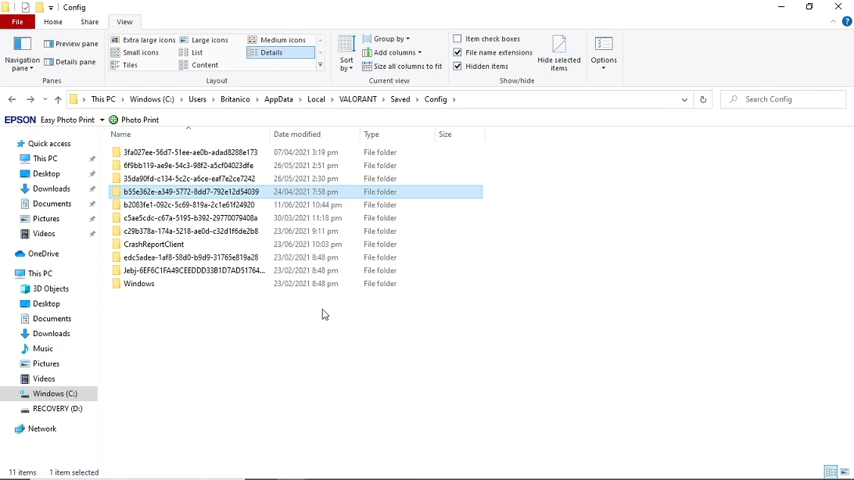 Config
File Home Share View
Navigation pane
Preview pane
Details pane
Panes
Extra large icons Large icons Medium icons
Small icons List Details
Tiles Content
Layout
Sort by
Group by
Add columns
Size all columns to fit
Current view
Item check boxes
File name extensions
Hidden items
Hide selected items
Show/hide
Options
This PC Windows (C:) Users Britanico AppData Local VALORANT Saved Config
Search Config
EPSON Easy Photo Print Photo Print
Name Date modified Type Size
3fa027ee-56d7-51ee-ae0b-adad8288e173 07/04/2021 3:19 pm File folder
6f9bb119-ae9e-54c3-98f2-a5cf04023dfe 26/05/2021 2:51 pm File folder
35da90fd-c134-5c2c-a6ce-eaf7e2ce7242 26/05/2021 2:30 pm File folder
b55e362e-a349-5772-8dd7-792e12d54039 24/04/2021 7:58 pm File folder
b2083fe1-092c-5c69-819a-2c1e61f24920 11/06/2021 10:44 pm File folder
c5ae5cdc-c67a-5195-b392-29770079408a 30/03/2021 11:18 pm File folder
c29b378a-174a-5218-ae0d-c32d1f6de2b8 23/06/2021 9:11 pm File folder
CrashReportClient 23/06/2021 10:03 pm File folder
edc5adea-1af8-58d0-b9d9-31765e819a28 23/02/2021 8:48 pm File folder
Jebj-6EF6C1FA49CEEDDD33B1D7AD51764... 23/02/2021 8:48 pm File folder
Windows 23/02/2021 8:48 pm File folder
Quick access
This PC
Desktop
Downloads
Documents
Pictures
Videos
OneDrive
This PC
3D Objects
Desktop
Documents
Downloads
Music
Pictures
Videos
Windows (C:)
RECOVERY (D:)
Network
11 items 1 item selected